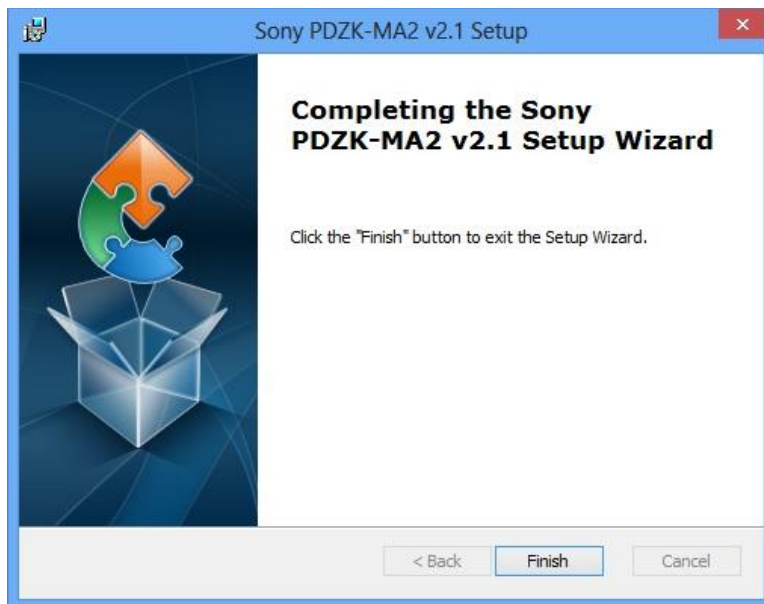 Sony PDZK-MA2 v2.1 Setup
Completing the Sony
PDZK-MA2 v2.1 Setup Wizard
Click the "Finish" button to exit the Setup Wizard.
< Back Finish Cancel